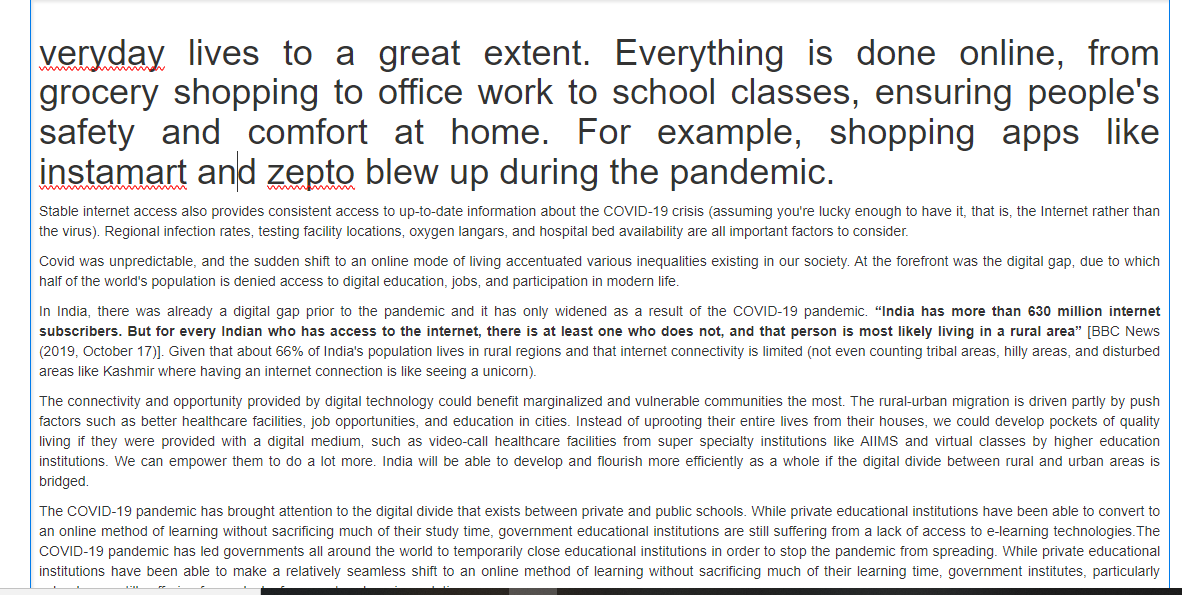 veryday lives to a great extent. Everything is done online, from
grocery shopping to office work to school classes, ensuring people's
safety and comfort at home. For example, shopping apps like
instamart and zepto blew up during the pandemic.
Stable internet access also provides consistent access to up-to-date information about the COVID-19 crisis (assuming you're lucky enough to have it, that is, the Internet rather than
the virus). Regional infection rates, testing facility locations, oxygen langars, and hospital bed availability are all important factors to consider.
Covid was unpredictable, and the sudden shift to an online mode of living accentuated various inequalities existing in our society. At the forefront was the digital gap, due to which
half of the world's population is denied access to digital education, jobs, and participation in modern life.
In India, there was already a digital gap prior to the pandemic and it has only widened as a result of the COVID-19 pandemic. “India has more than 630 million internet
subscribers. But for every Indian who has access to the internet, there is at least one who does not, and that person is most likely living in a rural area” [BBC News
(2019, October 17)]. Given that about 66% of India's population lives in rural regions and that internet connectivity is limited (not even counting tribal areas, hilly areas, and disturbed
areas like Kashmir where having an internet connection is like seeing a unicorn).
The connectivity and opportunity provided by digital technology could benefit marginalized and vulnerable communities the most. The rural-urban migration is driven partly by push
factors such as better healthcare facilities, job opportunities, and education in cities. Instead of uprooting their entire lives from their houses, we could develop pockets of quality
living if they were provided with a digital medium, such as video-call healthcare facilities from super specialty institutions like AIIMS and virtual classes by higher education
institutions. We can empower them to do a lot more. India will be able to develop and flourish more efficiently as a whole if the digital divide between rural and urban areas is
bridged.
The COVID-19 pandemic has brought attention to the digital divide that exists between private and public schools. While private educational institutions have been able to convert to
an online method of learning without sacrificing much of their study time, government educational institutions are still suffering from a lack of access to e-learning technologies.The
COVID-19 pandemic has led governments all around the world to temporarily close educational institutions in order to stop the pandemic from spreading. While private educational
institutions have been able to make a relatively seamless shift to an online method of learning without sacrificing much of their learning time, government institutes, particularly